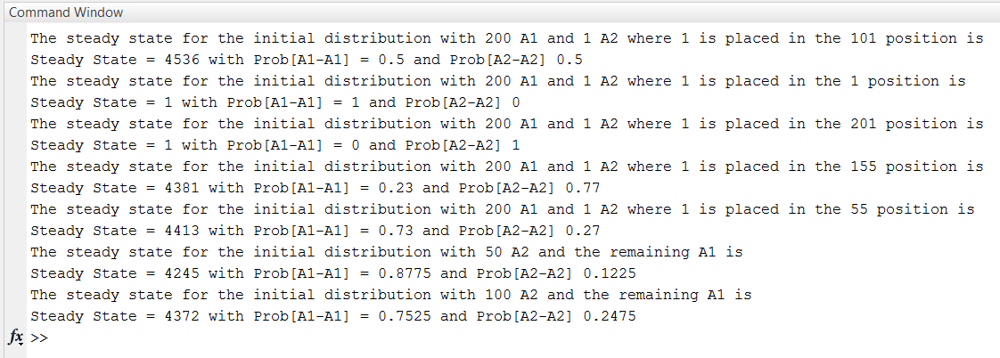 Command Window
The steady state for the initial distribution with 200 A1 and 1 A2 where 1 is placed in the 101 position is
Steady State = 4536 with Prob[A1-A1] = 0.5 and Prob[A2-A2] 0.5
The steady state for the initial distribution with 200 A1 and 1 A2 where 1 is placed in the 1 position is
Steady State = 1 with Prob[A1-A1] = 1 and Prob[A2-A2] 0
The steady state for the initial distribution with 200 A1 and 1 A2 where 1 is placed in the 201 position is
Steady State = 1 with Prob[A1-A1] = 0 and Prob[A2-A2] 1
The steady state for the initial distribution with 200 A1 and 1 A2 where 1 is placed in the 155 position is
Steady State = 4381 with Prob[A1-A1] = 0.23 and Prob[A2-A2] 0.77
The steady state for the initial distribution with 200 A1 and 1 A2 where 1 is placed in the 55 position is
Steady State = 4413 with Prob[A1-A1] = 0.73 and Prob[A2-A2] 0.27
The steady state for the initial distribution with 50 A2 and the remaining A1 is
Steady State = 4245 with Prob[A1-A1] = 0.8775 and Prob[A2-A2] 0.1225
The steady state for the initial distribution with 100 A2 and the remaining A1 is
Steady State = 4372 with Prob[A1-A1] = 0.7525 and Prob[A2-A2] 0.2475
fx >>